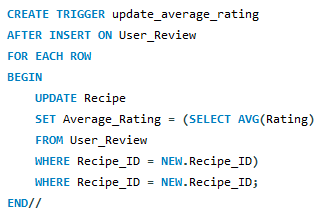 CREATE TRIGGER update_average_rating
AFTER INSERT ON User_Review
FOR EACH ROW
BEGIN
    UPDATE Recipe
    SET Average_Rating = (SELECT AVG(Rating)
    FROM User_Review
    WHERE Recipe_ID = NEW.Recipe_ID)
    WHERE Recipe_ID = NEW.Recipe_ID;
END//